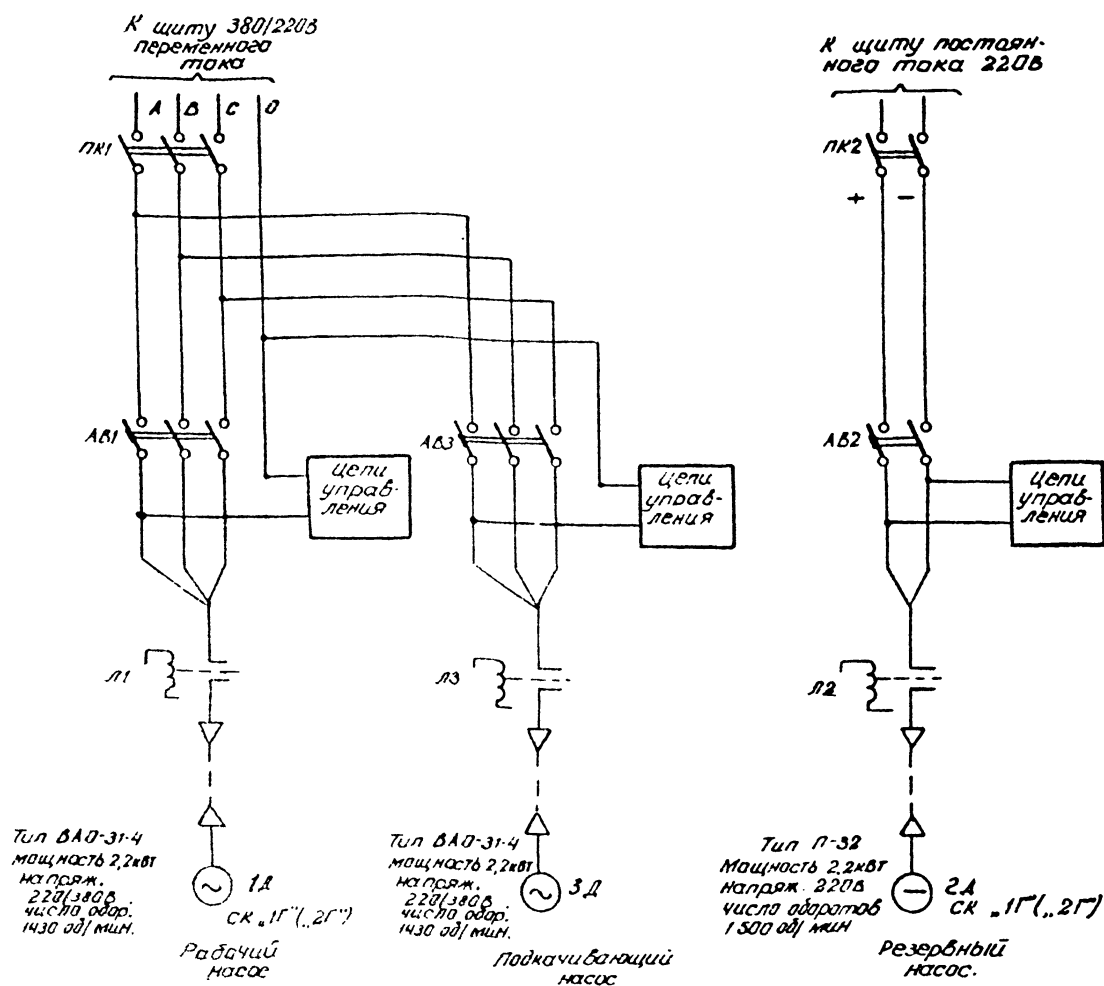 К щиту 380/220В
переменного
тока
К щиту постоян-
ного тока 220В
А В С О
ПК1
ПК2
+ −
АВ1
АВ3
АВ2
Цепи
управ-
ления
Цепи
управ-
ления
Цепи
управ-
ления
Л1
Л3
Л2
Тип ВАО-31-4
мощность 2,2кВт
напряж.
220/380В.
число обор.
1430 об/мин.
~
1Д
СК „1Г"(„2Г")
Рабочий
насос
Тип ВАО-31-4
мощность 2,2кВт
напряж.
220/380В.
число обор.
1430 об/мин.
~
3Д
Подкачивающий
насос
Тип П-32
Мощность 2,2кВт
напряж. 220В
число оборотов
1500 об/мин
−
2Д
СК „1Г"(„2Г")
Резервный
насос.